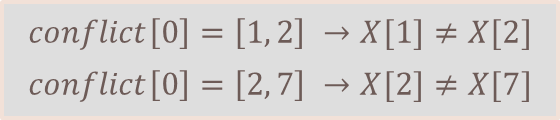 conflict[0] = [1, 2] → X[1] ≠ X[2]
conflict[0] = [2, 7] → X[2] ≠ X[7]